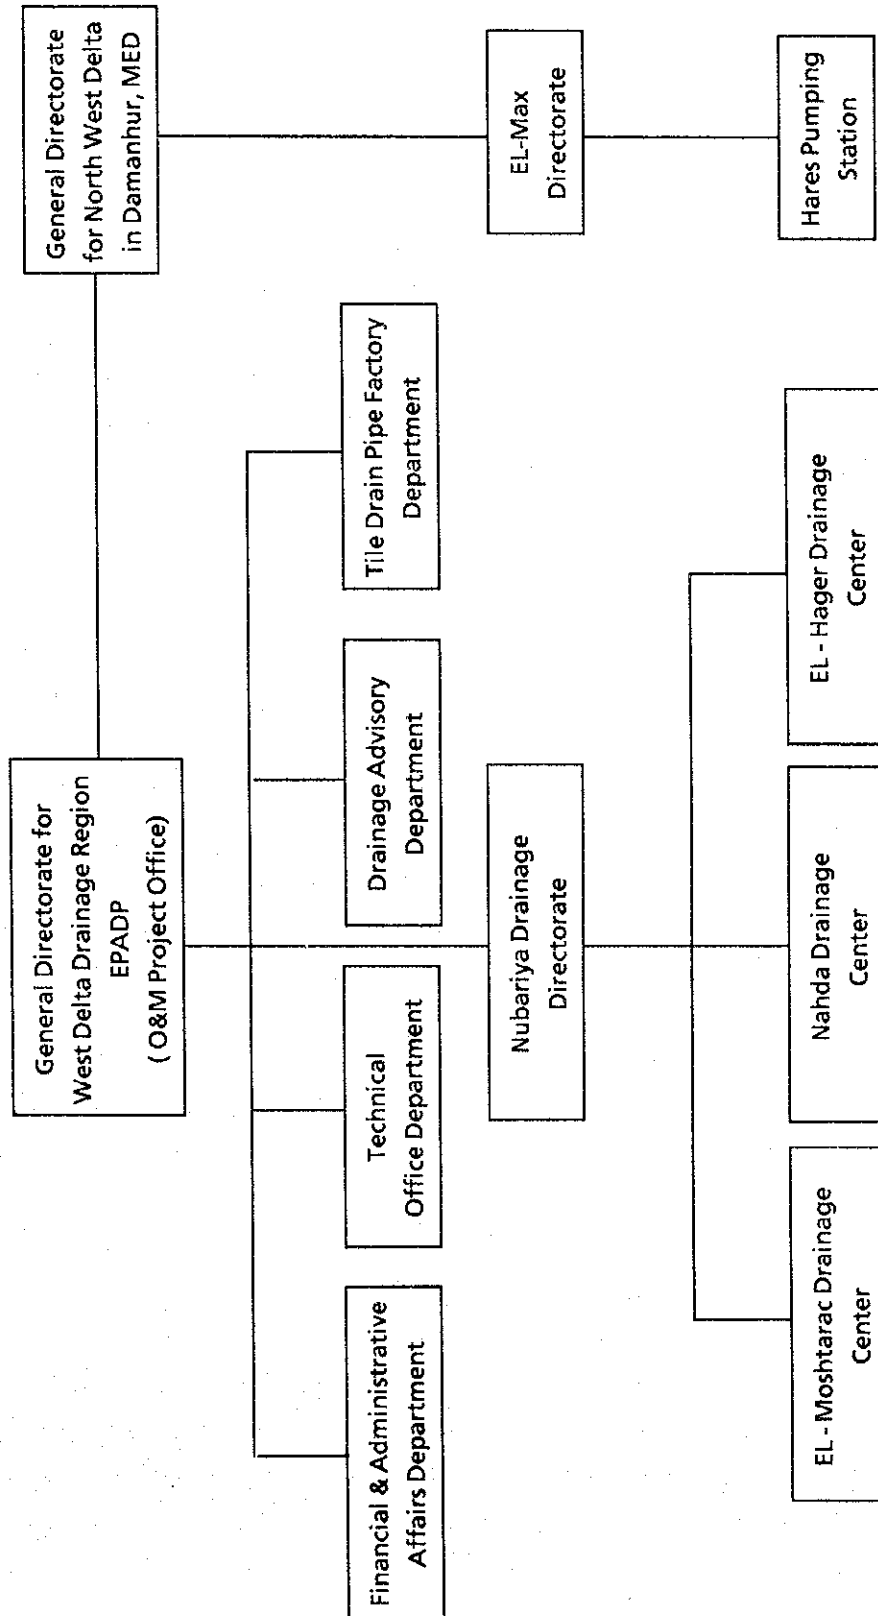 General Directorate for
West Delta Drainage Region
EPADP
( O&M Project Office)
General Directorate
for North West Delta
in Damanhur, MED
Financial & Administrative
Affairs Department
Technical
Office Department
Drainage Advisory
Department
Tile Drain Pipe Factory
Department
Nubariya Drainage
Directorate
EL-Max
Directorate
EL - Moshtarac Drainage
Center
Nahda Drainage
Center
EL - Hager Drainage
Center
Hares Pumping
Station